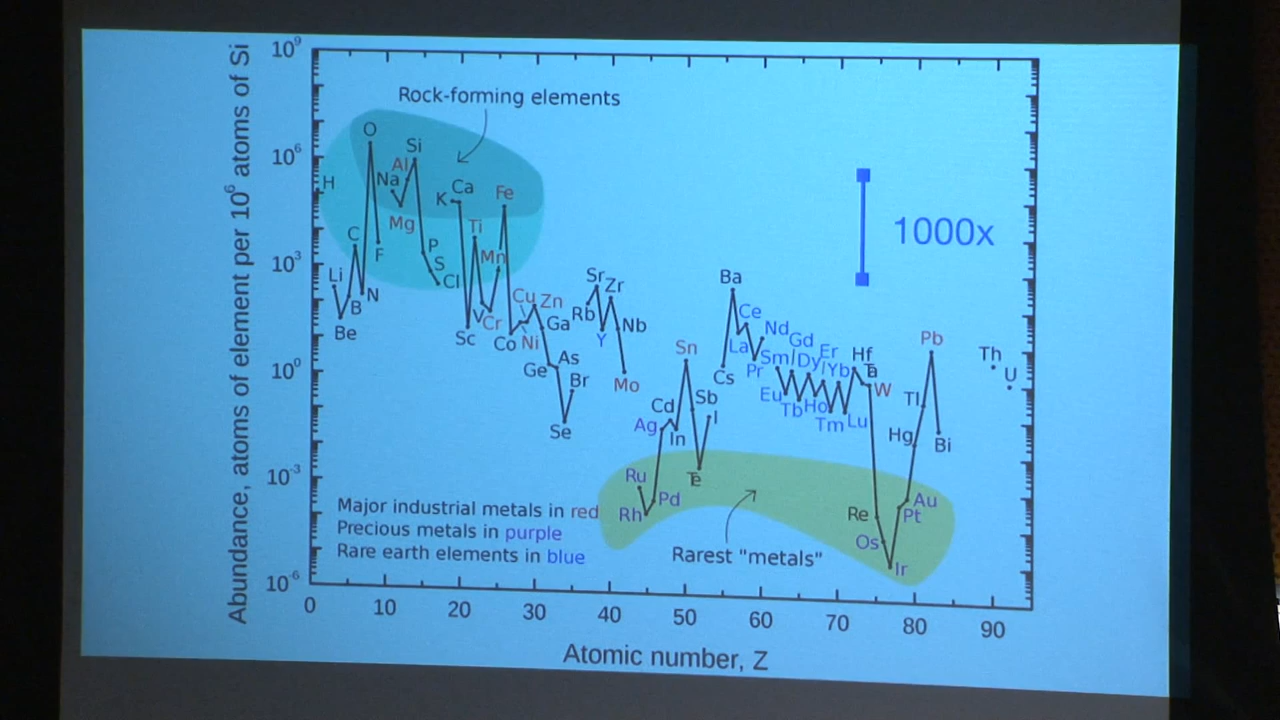 Abundance, atoms of element per 10⁶ atoms of Si
10⁹
10⁶
10³
10⁰
10⁻³
10⁻⁶
Rock-forming elements
O
Si
Al
H
Na
Ca
K
Fe
Mg
Ti
C
P
F
Mn
S
Li
Cl
N
B
Be
Sc
V
Cr
Cu
Zn
Co
Ni
Ga
Ge
As
Br
Se
Sr
Zr
Rb
Nb
Y
Mo
Sn
Cd
Sb
Ag
In
I
Te
Ru
Pd
Rh
Ba
Ce
Nd
La
Gd
Pr
Sm
Dy
Er
Yb
Eu
Tb
Ho
Tm
Lu
Hf
Ta
W
Pb
Th
U
Tl
Hg
Bi
Re
Au
Pt
Os
Ir
1000x
Major industrial metals in red
Precious metals in purple
Rare earth elements in blue
Rarest "metals"
0 10 20 30 40 50 60 70 80 90
Atomic number, Z